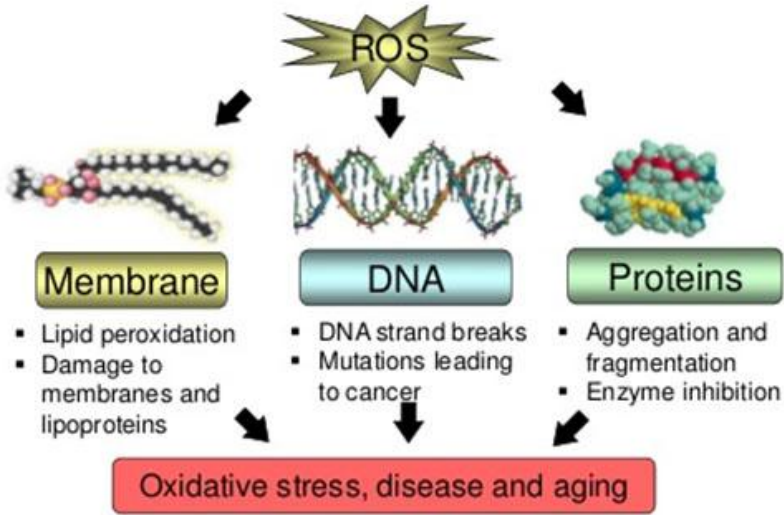 ROS
Membrane
▪ Lipid peroxidation
▪ Damage to
membranes and
lipoproteins
DNA
▪ DNA strand breaks
▪ Mutations leading
to cancer
Proteins
▪ Aggregation and
fragmentation
▪ Enzyme inhibition
Oxidative stress, disease and aging